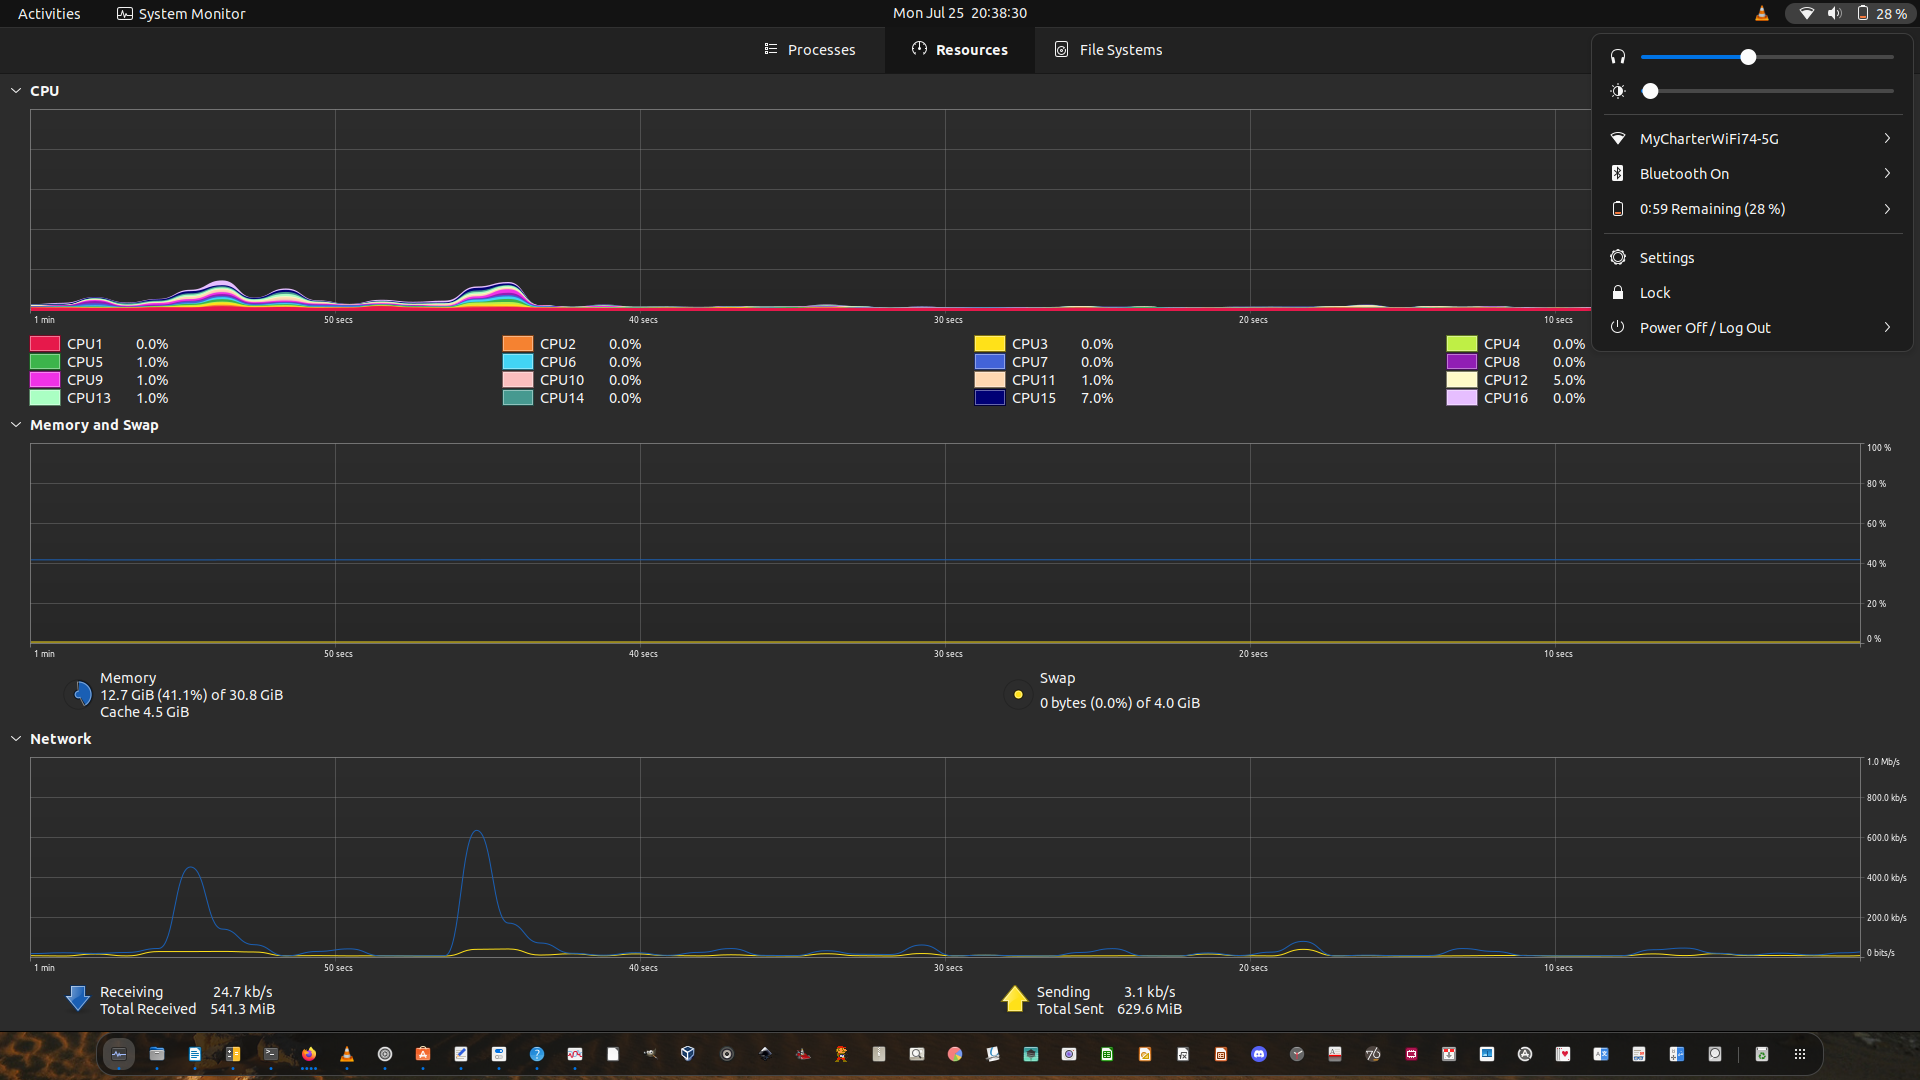 Activities
System Monitor
Mon Jul 25 20:38:30
28 %
Processes
Resources
File Systems
MyCharterWiFi74-5G
Bluetooth On
0:59 Remaining (28 %)
Settings
Lock
Power Off / Log Out
CPU
1 min 50 secs 40 secs 30 secs 20 secs 10 secs
CPU1 0.0% CPU2 0.0% CPU3 0.0% CPU4 0.0%
CPU5 1.0% CPU6 0.0% CPU7 0.0% CPU8 0.0%
CPU9 1.0% CPU10 0.0% CPU11 1.0% CPU12 5.0%
CPU13 1.0% CPU14 0.0% CPU15 7.0% CPU16 0.0%
Memory and Swap
100 %
80 %
60 %
40 %
20 %
0 %
1 min 50 secs 40 secs 30 secs 20 secs 10 secs
Memory
12.7 GiB (41.1%) of 30.8 GiB
Cache 4.5 GiB
Swap
0 bytes (0.0%) of 4.0 GiB
Network
1.0 Mb/s
800.0 kb/s
600.0 kb/s
400.0 kb/s
200.0 kb/s
0 bits/s
1 min 50 secs 40 secs 30 secs 20 secs 10 secs
Receiving 24.7 kb/s
Total Received 541.3 MiB
Sending 3.1 kb/s
Total Sent 629.6 MiB
76